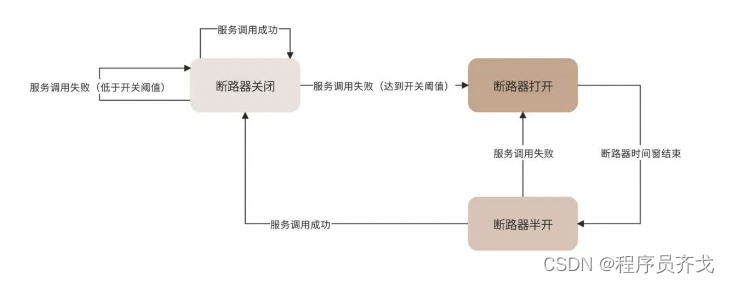 服务调用成功
断路器关闭
服务调用失败（低于开关阈值）
服务调用失败（达到开关阈值）
断路器打开
服务调用失败
断路器时间窗结束
服务调用成功
断路器半开
CSDN @程序员齐戈